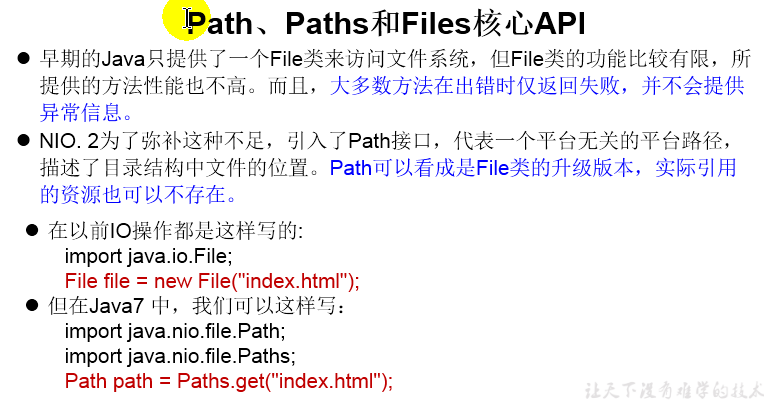 Path、Paths和Files核心API
● 早期的Java只提供了一个File类来访问文件系统，但File类的功能比较有限，所
提供的方法性能也不高。而且，大多数方法在出错时仅返回失败，并不会提供
异常信息。
● NIO. 2为了弥补这种不足，引入了Path接口，代表一个平台无关的平台路径，
描述了目录结构中文件的位置。Path可以看成是File类的升级版本，实际引用
的资源也可以不存在。
● 在以前IO操作都是这样写的:
import java.io.File;
File file = new File("index.html");
● 但在Java7 中，我们可以这样写：
import java.nio.file.Path;
import java.nio.file.Paths;
Path path = Paths.get("index.html");
让天下没有难学的技术